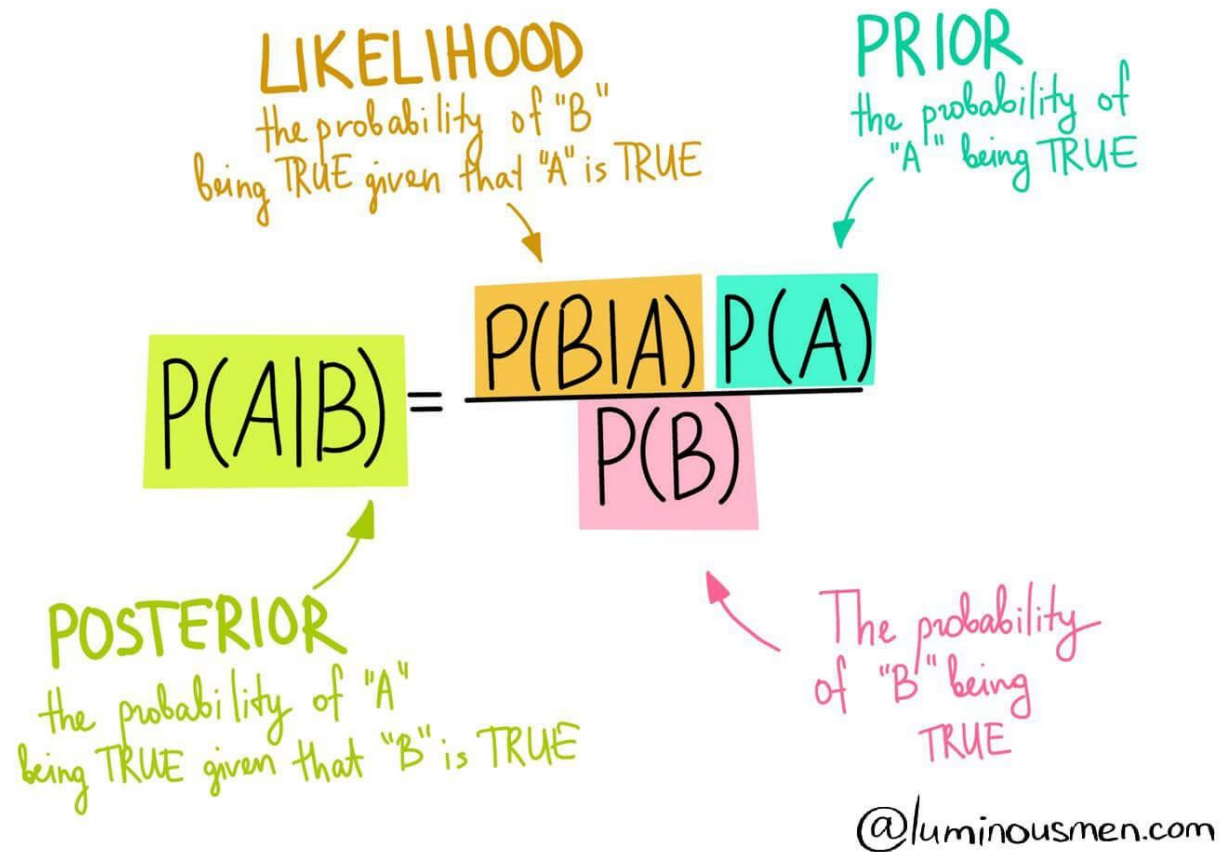 LIKELIHOOD
the probability of "B"
being TRUE given that "A" is TRUE
PRIOR
the probability of
"A" being TRUE
P(A|B) = P(B|A) P(A)
P(B)
POSTERIOR
the probability of "A"
being TRUE given that "B" is TRUE
The probability
of "B" being
TRUE
@luminousmen.com